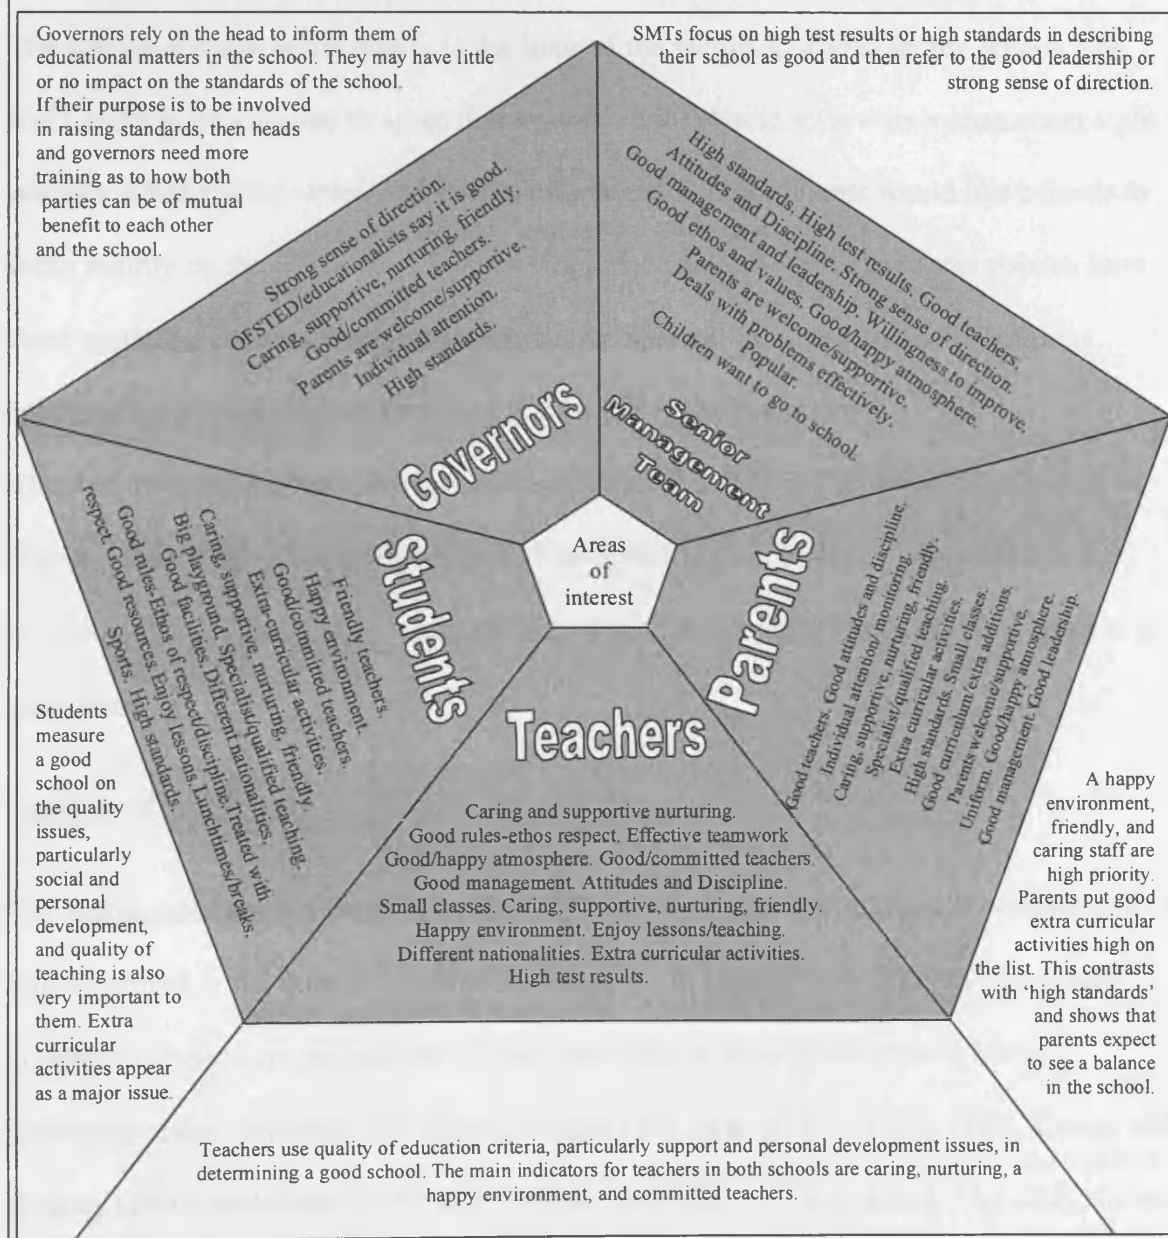 Governors rely on the head to inform them of
educational matters in the school. They may have little
or no impact on the standards of the school.
If their purpose is to be involved
in raising standards, then heads
and governors need more
training as to how both
parties can be of mutual
benefit to each other
and the school.
SMTs focus on high test results or high standards in describing
their school as good and then refer to the good leadership or
strong sense of direction.
Strong sense of direction.
OFSTED/educationalists say it is good.
Caring, supportive, nurturing, friendly.
Good/committed teachers.
Parents are welcome/supportive.
Individual attention.
High standards.
Governors
High standards. High test results. Good teachers.
Attitudes and Discipline. Strong sense of direction.
Good management and leadership. Willingness to improve.
Good ethos and values. Good/happy atmosphere.
Parents are welcome/supportive.
Deals with problems effectively.
Popular.
Children want to go to school.
Senior
Management
Team
Areas
of
interest
Students
Friendly teachers.
Happy environment.
Good/committed teachers.
Extra-curricular activities.
Caring, supportive, nurturing, friendly.
Big playground. Specialist/qualified teaching.
Good facilities. Different nationalities.
Good rules-Ethos of respect/discipline. Treated with
respect. Good resources. Enjoy lessons. Lunchtimes/breaks.
Sports. High standards.
Parents
Good teachers. Good attitudes and discipline.
Individual attention/ monitoring.
Caring, supportive, nurturing, friendly.
Specialist/qualified teaching.
Extra curricular activities.
High standards. Small classes.
Good curriculum/extra additions.
Parents welcome/supportive.
Uniform. Good/happy atmosphere.
Good management. Good leadership.
Teachers
Caring and supportive nurturing.
Good rules-ethos respect. Effective teamwork
Good/happy atmosphere. Good/committed teachers.
Good management. Attitudes and Discipline.
Small classes. Caring, supportive, nurturing, friendly.
Happy environment. Enjoy lessons/teaching.
Different nationalities. Extra curricular activities.
High test results.
Students
measure
a good
school on
the quality
issues,
particularly
social and
personal
development,
and quality of
teaching is also
very important to
them. Extra
curricular
activities appear
as a major issue.
A happy
environment,
friendly, and
caring staff are
high priority.
Parents put good
extra curricular
activities high on
the list. This contrasts
with ‘high standards’
and shows that
parents expect
to see a balance
in the school.
Teachers use quality of education criteria, particularly support and personal development issues, in
determining a good school. The main indicators for teachers in both schools are caring, nurturing, a
happy environment, and committed teachers.